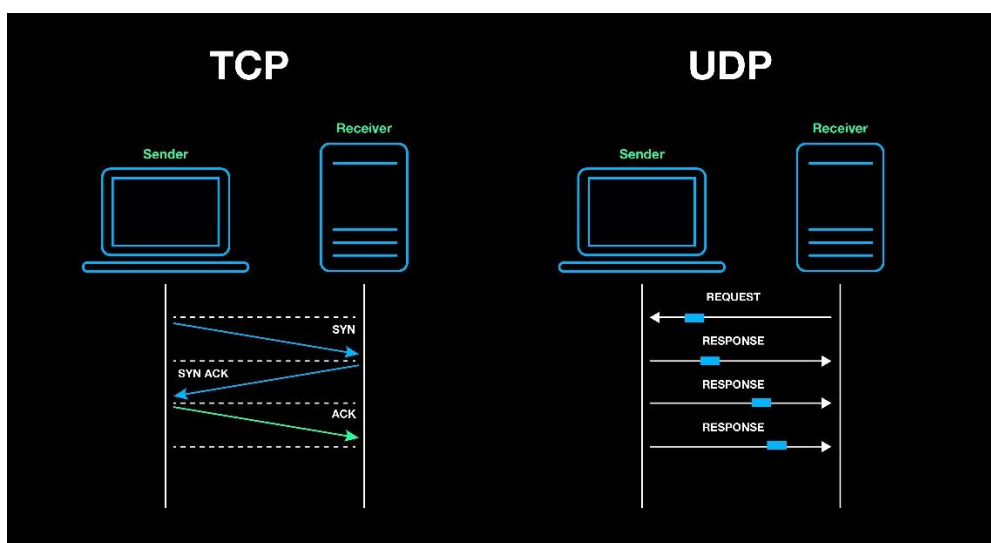 TCP
Sender
Receiver
SYN
SYN ACK
ACK
UDP
Sender
Receiver
REQUEST
RESPONSE
RESPONSE
RESPONSE